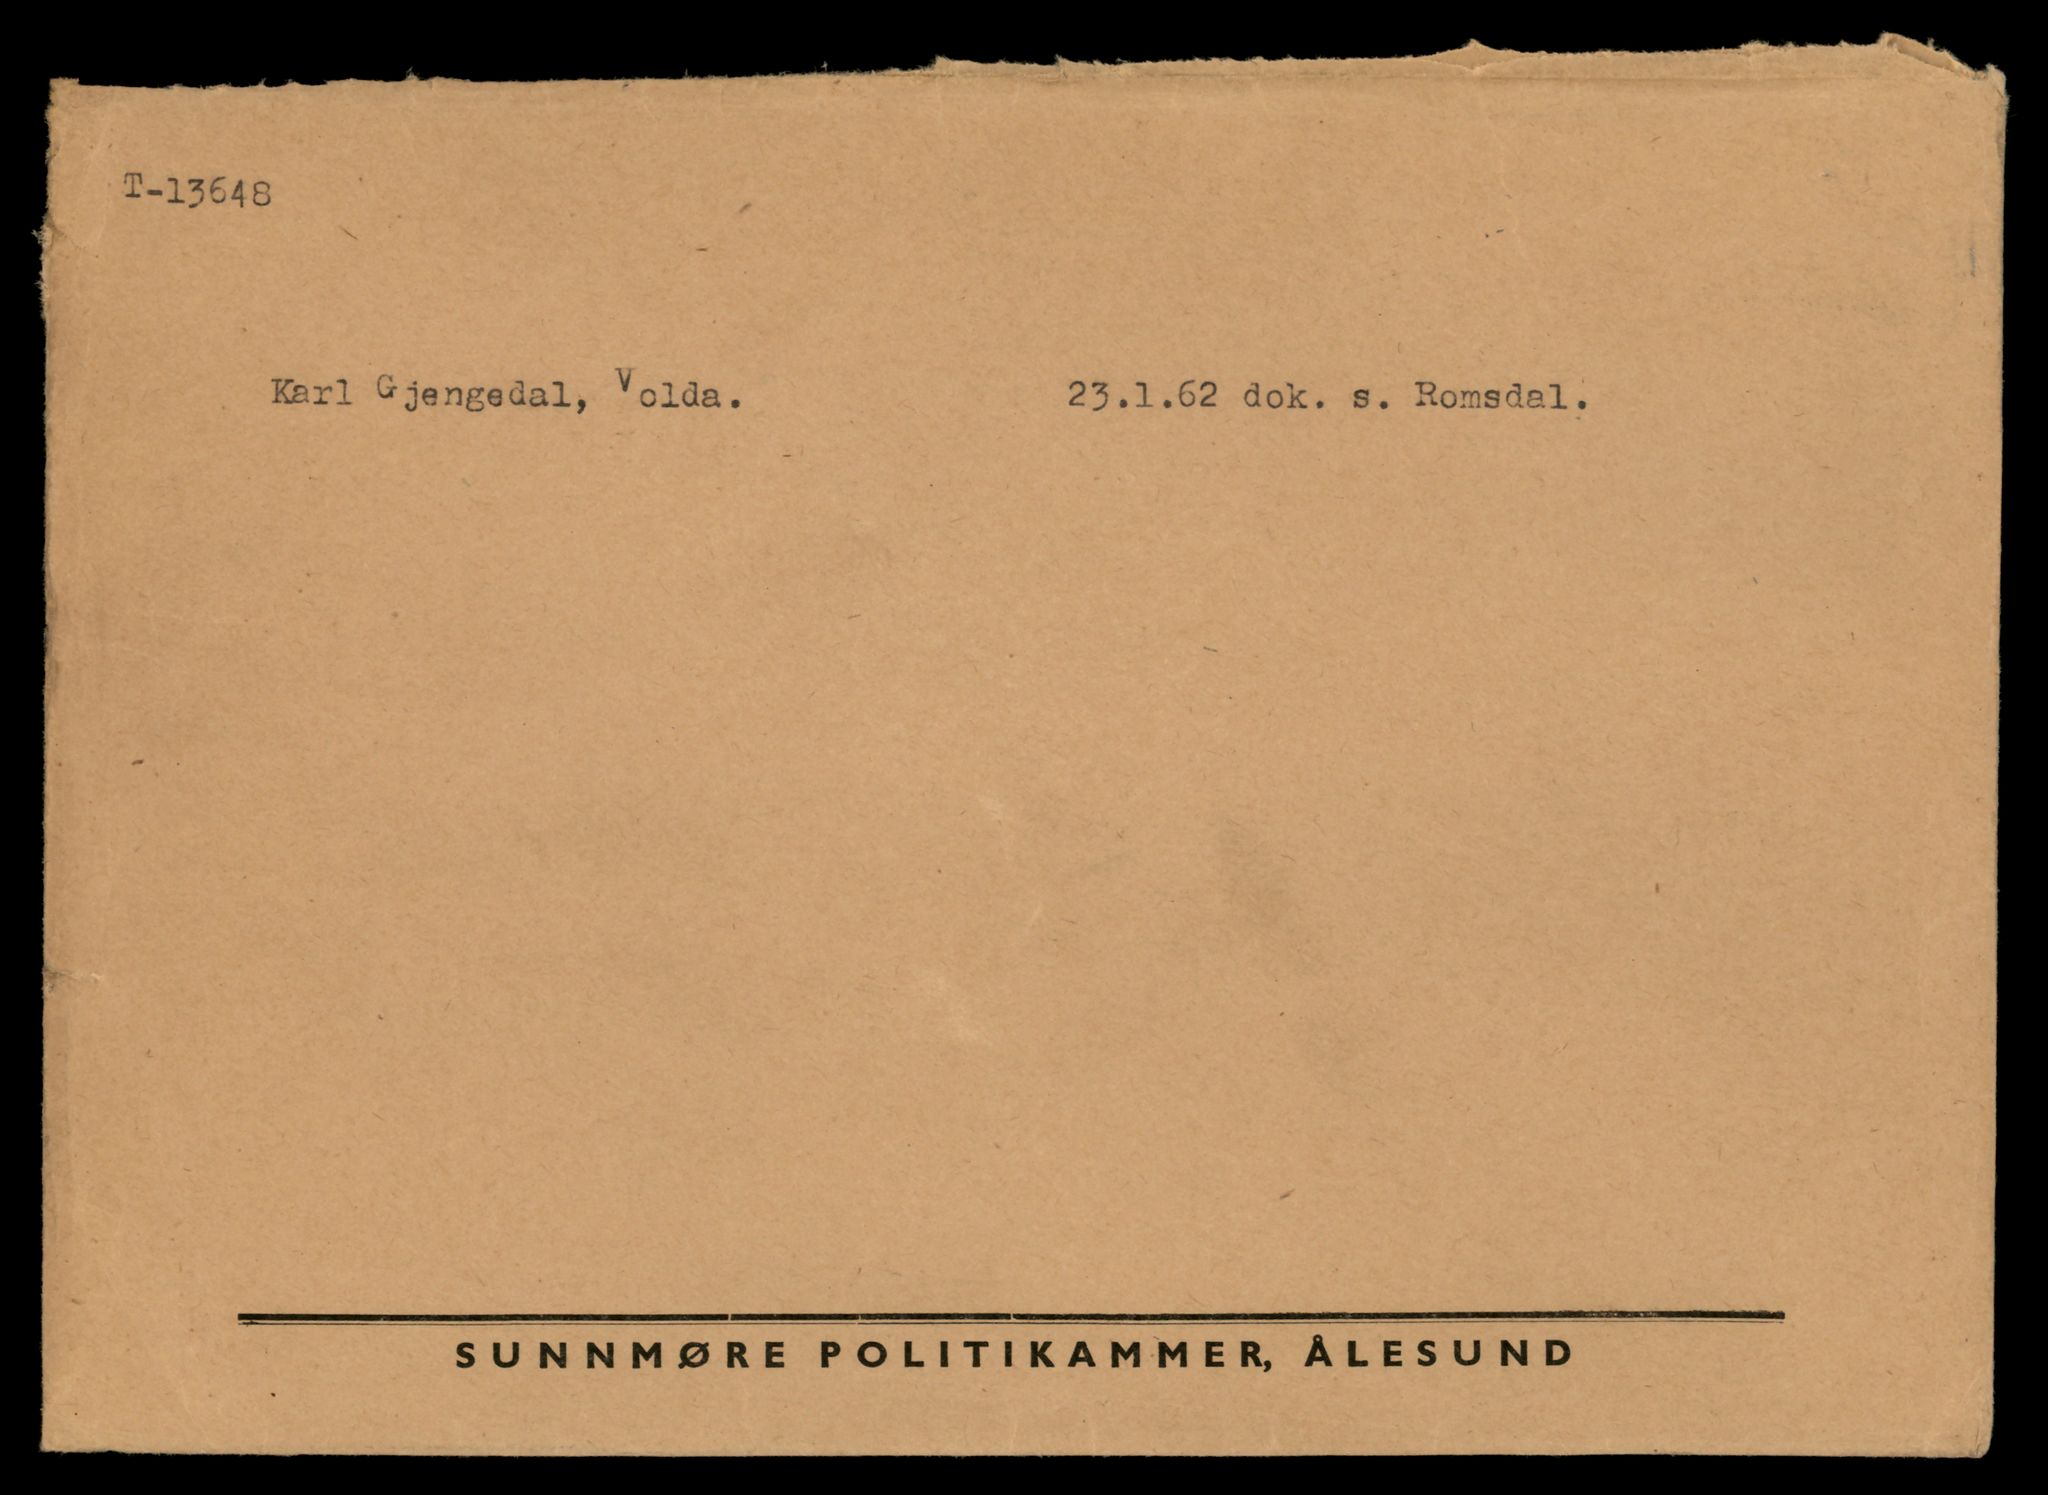 T-13648
Karl Gjengedal, Volda. 23.1.62 dok. s. Romsdal.
SUNNMØRE POLITIKAMMER, ÅLESUND